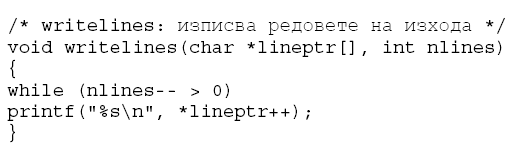 /* writelines: изписва редовете на изхода */
void writelines(char *lineptr[], int nlines)
{
while (nlines-- > 0)
printf("%s\n", *lineptr++);
}